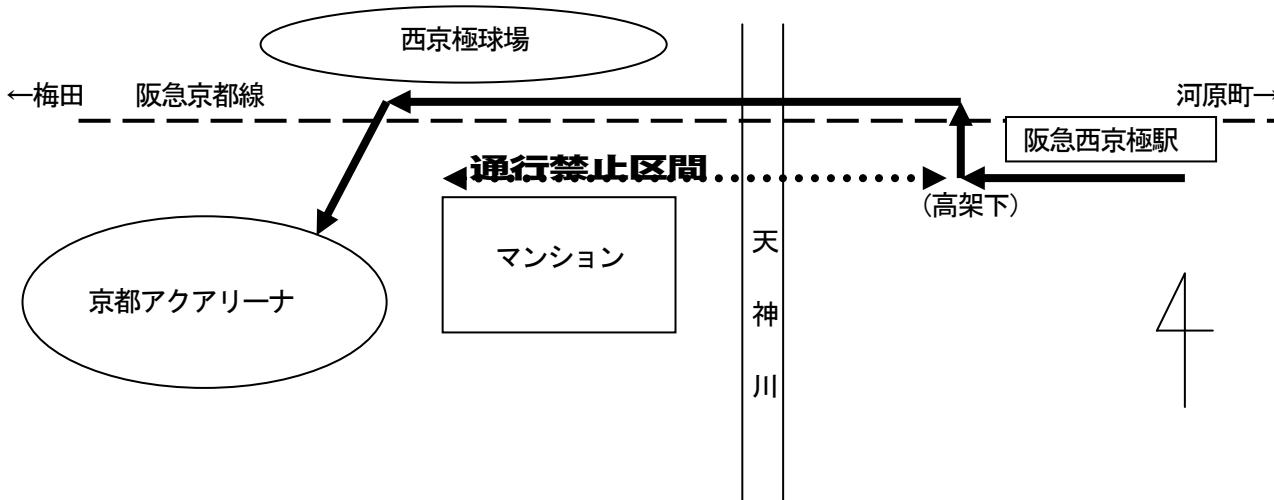 西京極球場
←梅田
阪急京都線
河原町→
阪急西京極駅
通行禁止区間
(高架下)
マンション
天神川
京都アクアリーナ